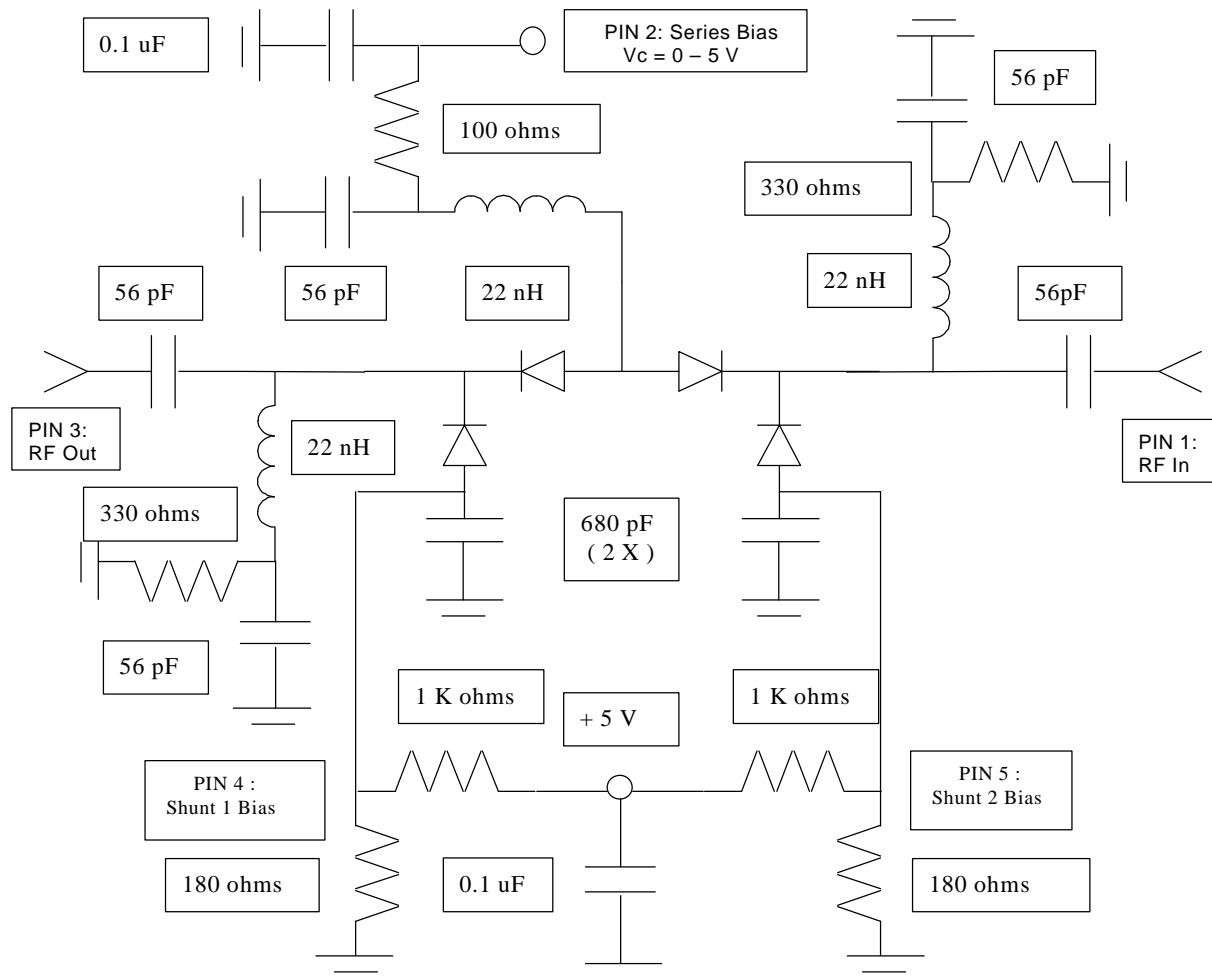 0.1 uF
PIN 2: Series Bias
Vc = 0 – 5 V
56 pF
100 ohms
330 ohms
56 pF
56 pF
22 nH
22 nH
56pF
PIN 3:
RF Out
22 nH
PIN 1:
RF In
330 ohms
680 pF
( 2 X )
56 pF
1 K ohms
+ 5 V
1 K ohms
PIN 4 :
Shunt 1 Bias
PIN 5 :
Shunt 2 Bias
180 ohms
0.1 uF
180 ohms